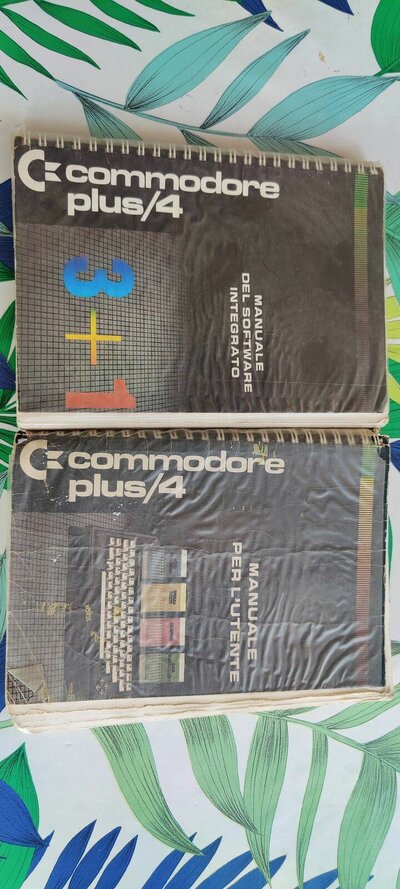 commodore
plus/4
3+1
MANUALE
DEL SOFTWARE
INTEGRATO
commodore
plus/4
MANUALE
PER L'UTENTE